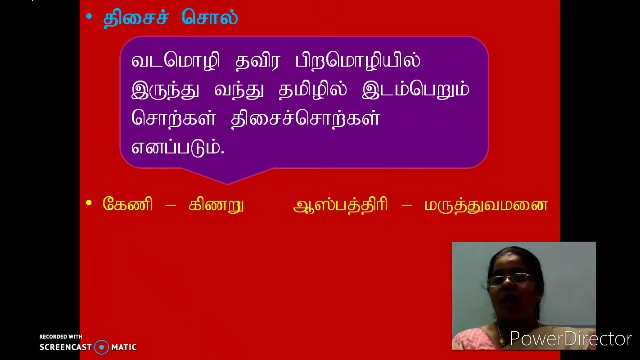 • திசைச் சொல்
வடமொழி தவிர பிறமொழியில்
இருந்து வந்து தமிழில் இடம்பெறும்
சொற்கள் திசைச்சொற்கள்
எனப்படும்.
• கேணி – கிணறு ஆஸ்பத்திரி – மருத்துவமனை
RECORDED WITH
SCREENCAST MATIC
PowerDirector